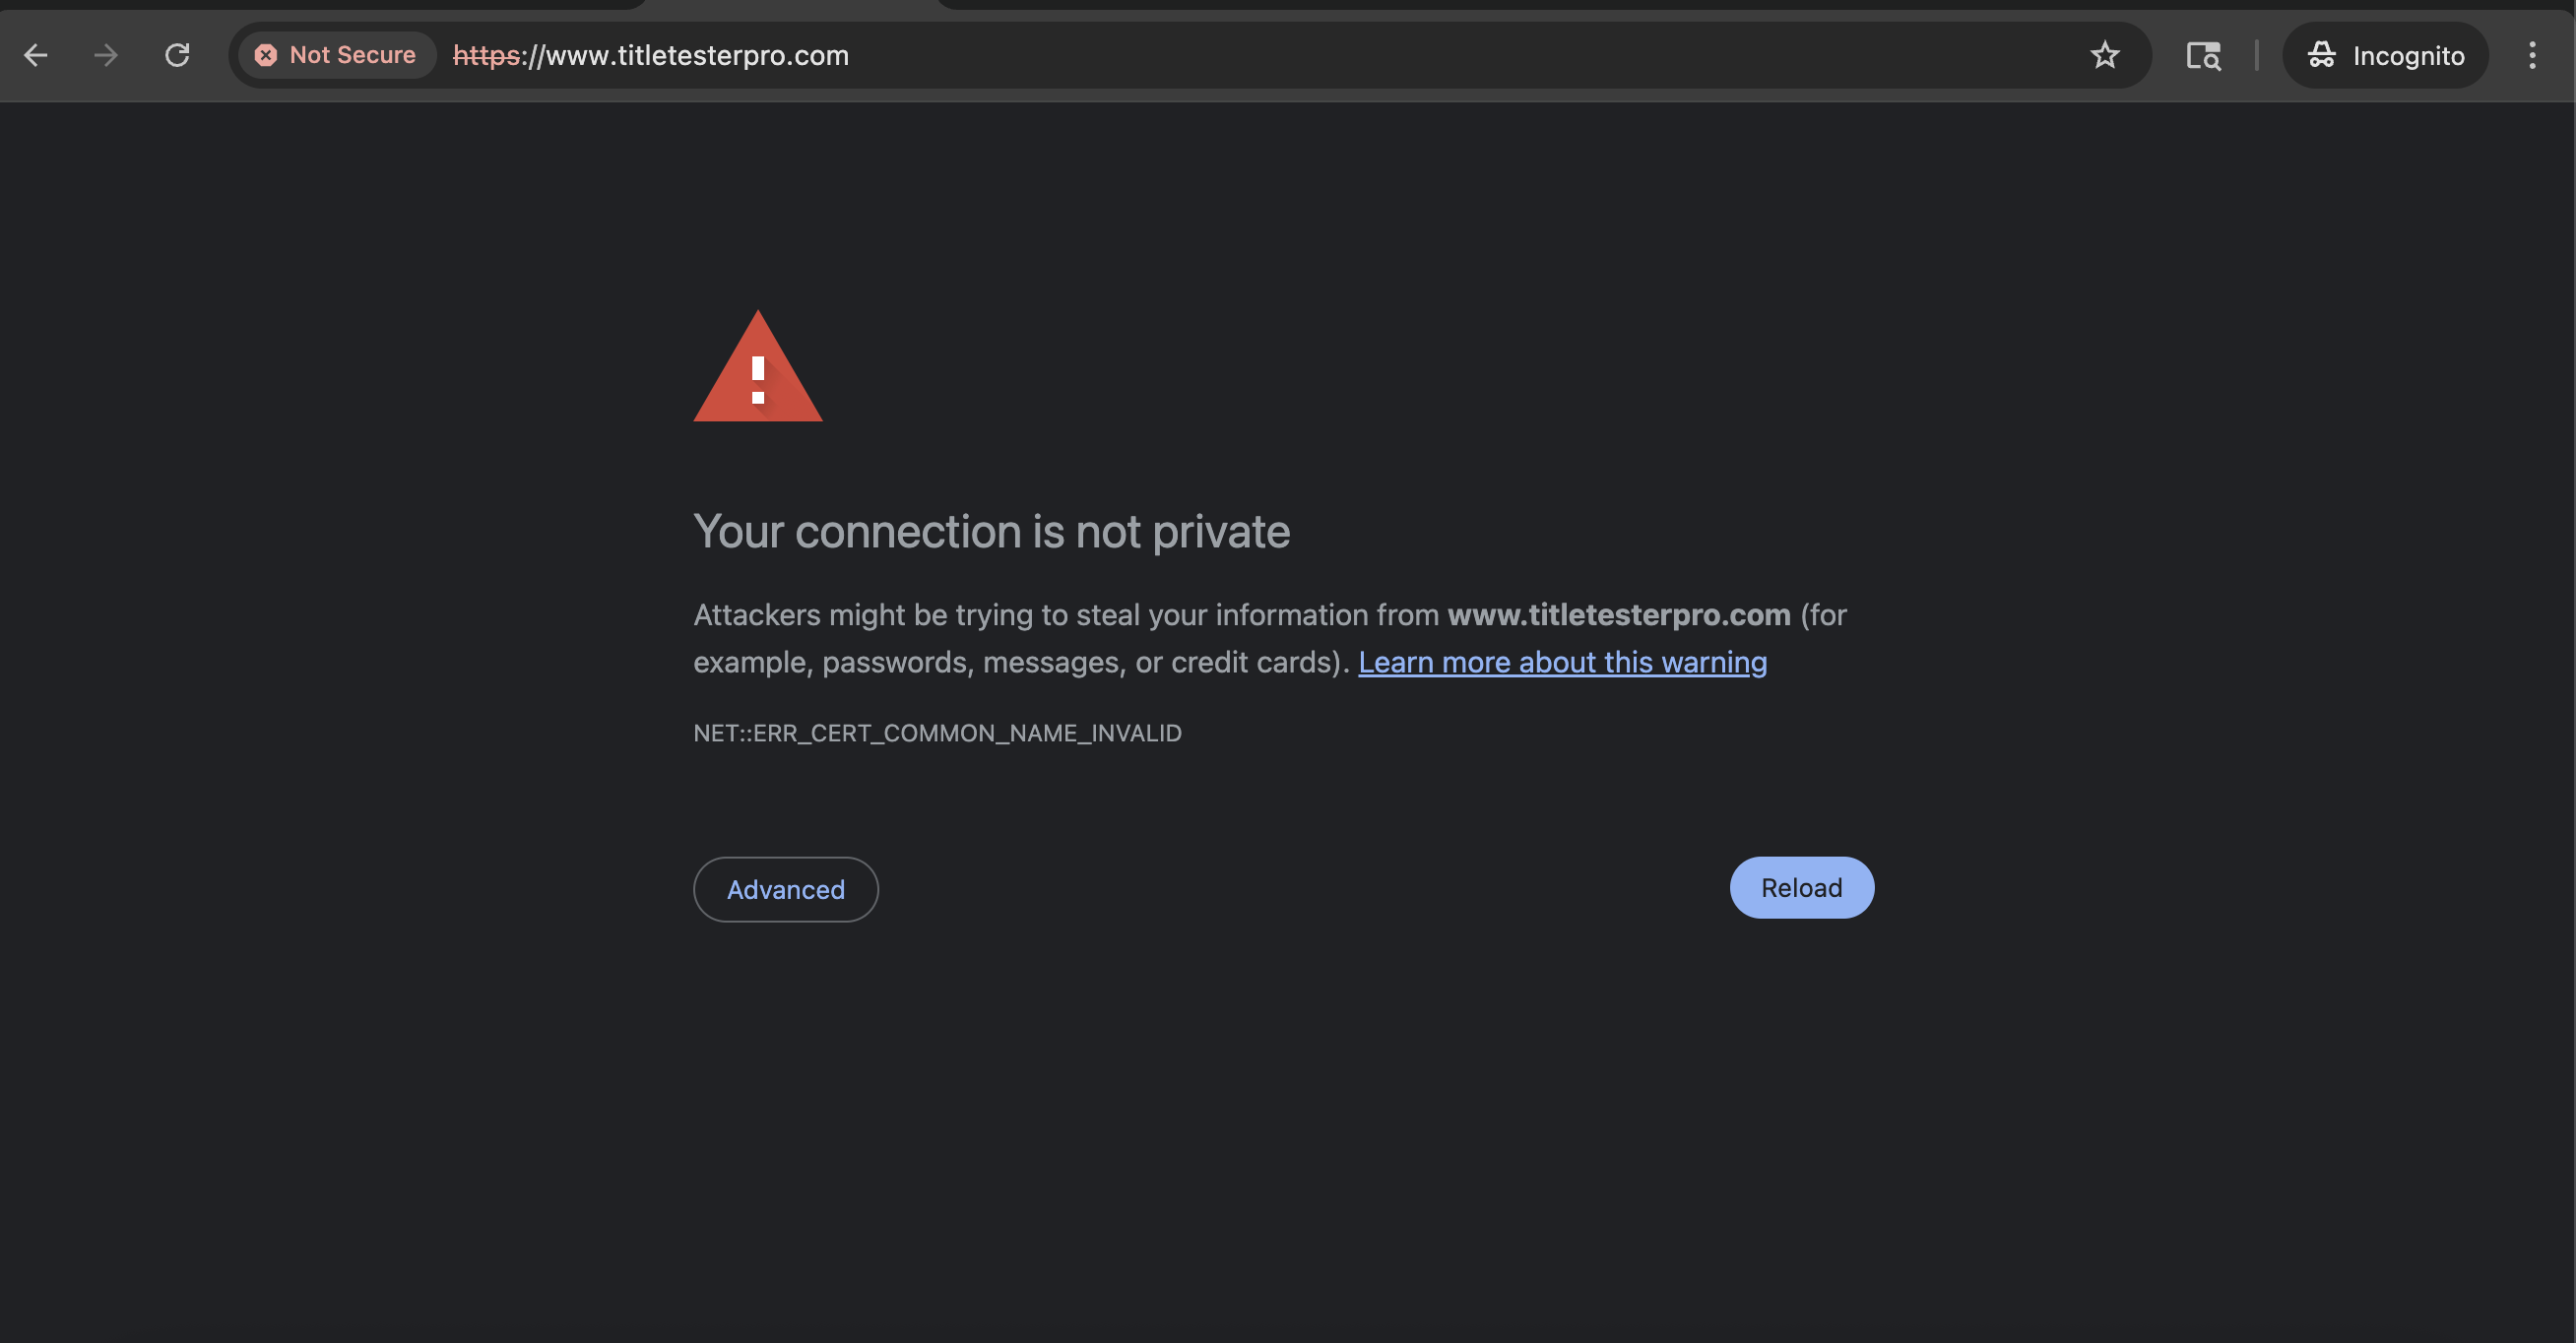 Not Secure https://www.titletesterpro.com Incognito
Your connection is not private
Attackers might be trying to steal your information from www.titletesterpro.com (for
example, passwords, messages, or credit cards). Learn more about this warning
NET::ERR_CERT_COMMON_NAME_INVALID
Advanced Reload